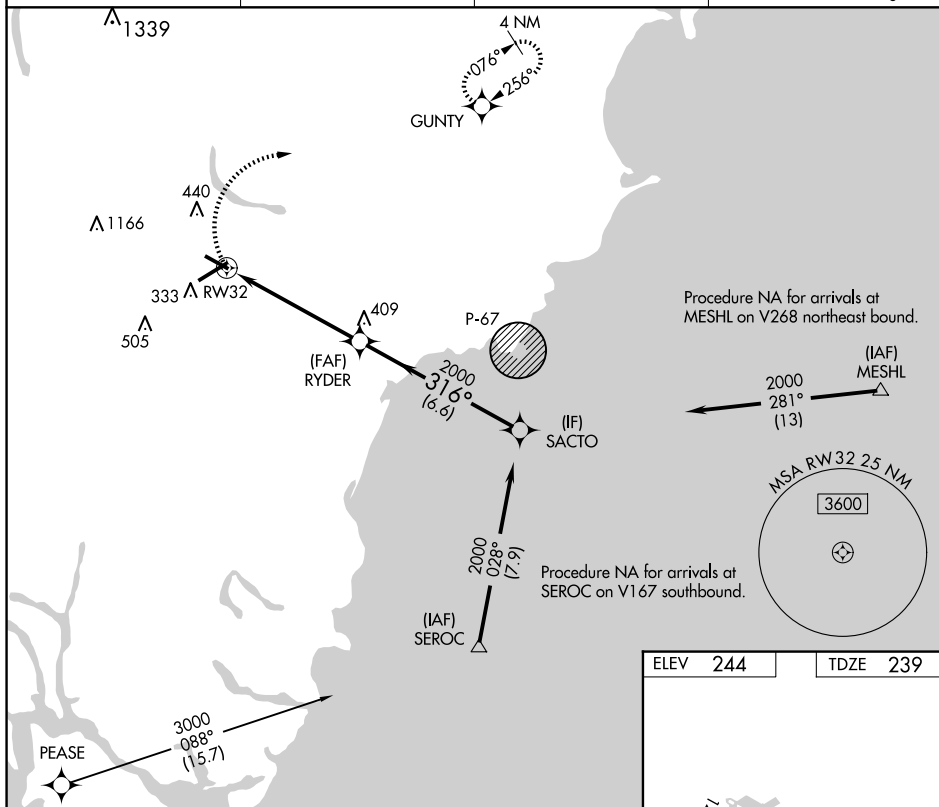 1339
4 NM
076°
256°
GUNTY
440
1166
333
RW32
505
409
(FAF)
RYDER
P-67
2000
316°
(6.6)
(IF)
SACTO
Procedure NA for arrivals at
MESHL on V268 northeast bound.
(IAF)
MESHL
2000
281°
(13)
MSA RW32 25 NM
3600
2000
028°
(7.9)
Procedure NA for arrivals at
SEROC on V167 southbound.
(IAF)
SEROC
ELEV 244
TDZE 239
3000
088°
(15.7)
PEASE